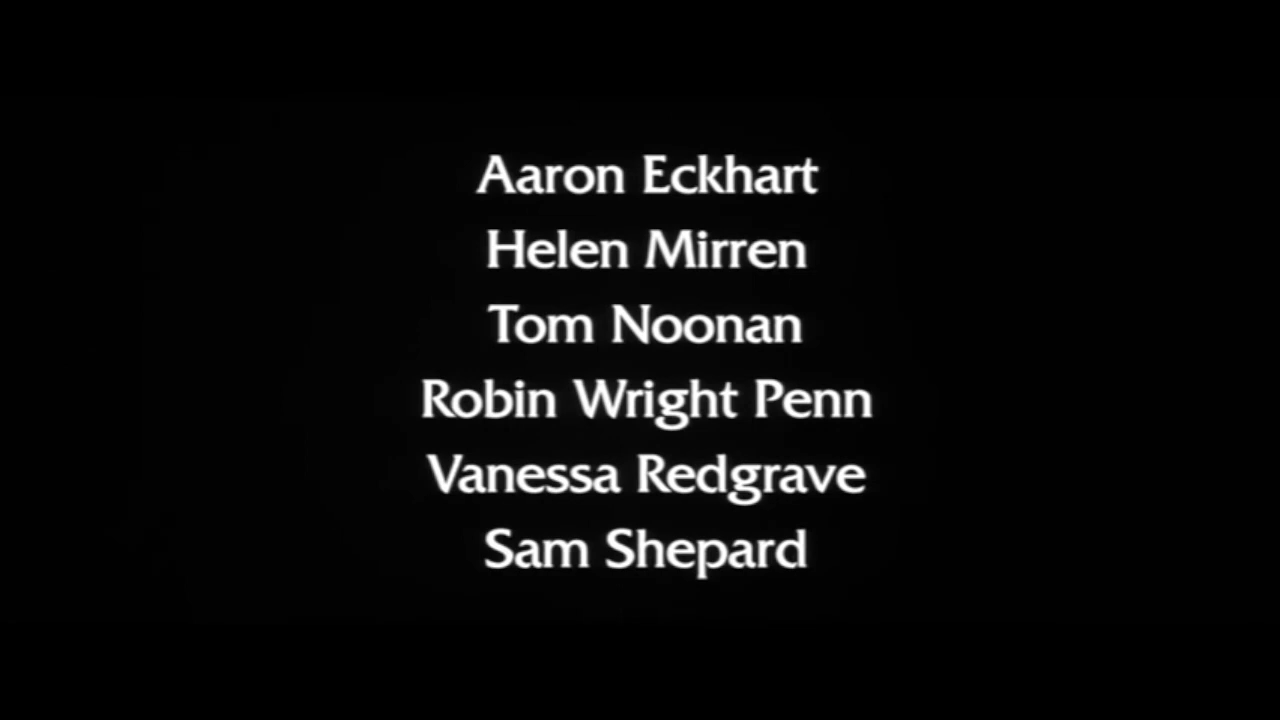 Aaron Eckhart
Helen Mirren
Tom Noonan
Robin Wright Penn
Vanessa Redgrave
Sam Shepard